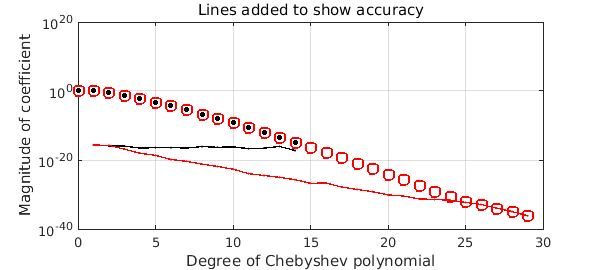 Lines added to show accuracy
Magnitude of coefficient
10^20
10^0
10^-20
10^-40
0 5 10 15 20 25 30
Degree of Chebyshev polynomial